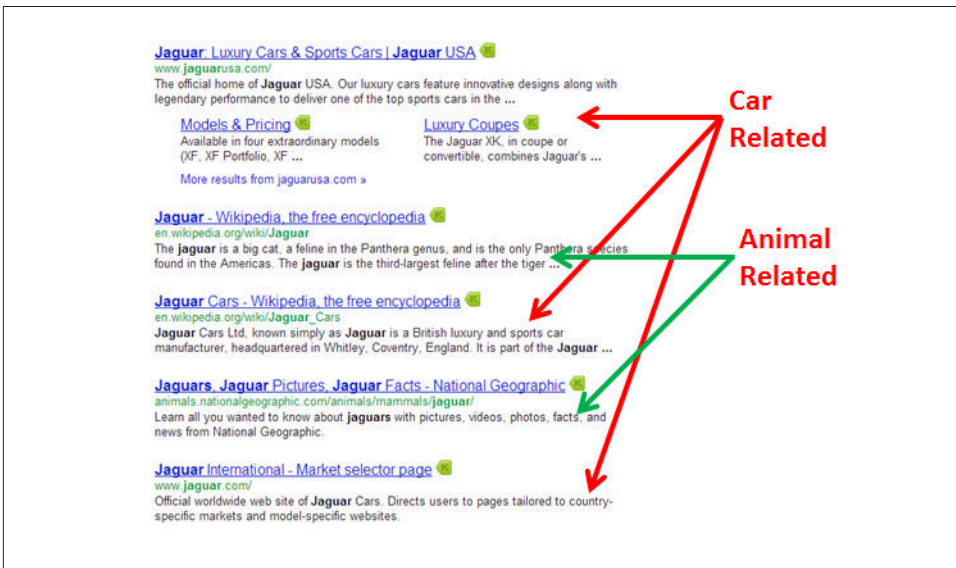 Jaguar: Luxury Cars & Sports Cars | Jaguar USA
www.jaguarusa.com/
The official home of Jaguar USA. Our luxury cars feature innovative designs along with
legendary performance to deliver one of the top sports cars in the ...
Models & Pricing
Available in four extraordinary models
(XF, XF Portfolio, XF ...
Luxury Coupes
The Jaguar XK, in coupe or
convertible, combines Jaguar's ...
More results from jaguarusa.com »
Jaguar - Wikipedia, the free encyclopedia
en.wikipedia.org/wiki/Jaguar
The jaguar is a big cat, a feline in the Panthera genus, and is the only Panthera species
found in the Americas. The jaguar is the third-largest feline after the tiger ...
Jaguar Cars - Wikipedia, the free encyclopedia
en.wikipedia.org/wiki/Jaguar_Cars
Jaguar Cars Ltd, known simply as Jaguar is a British luxury and sports car
manufacturer, headquartered in Whitley, Coventry, England. It is part of the Jaguar ...
Jaguars, Jaguar Pictures, Jaguar Facts - National Geographic
animals.nationalgeographic.com/animals/mammals/jaguar/
Learn all you wanted to know about jaguars with pictures, videos, photos, facts, and
news from National Geographic.
Jaguar International - Market selector page
www.jaguar.com/
Official worldwide web site of Jaguar Cars. Directs users to pages tailored to country-
specific markets and model-specific websites.
Car
Related
Animal
Related